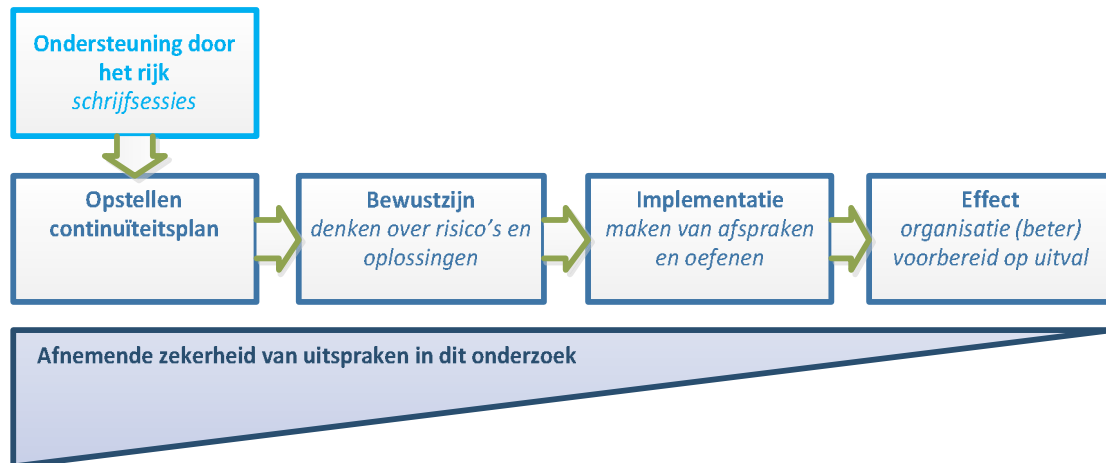 Ondersteuning door
het rijk
schrijfsessies
Opstellen
continuïteitsplan
Bewustzijn
denken over risico's en
oplossingen
Implementatie
maken van afspraken
en oefenen
Effect
organisatie (beter)
voorbereid op uitval
Afnemende zekerheid van uitspraken in dit onderzoek